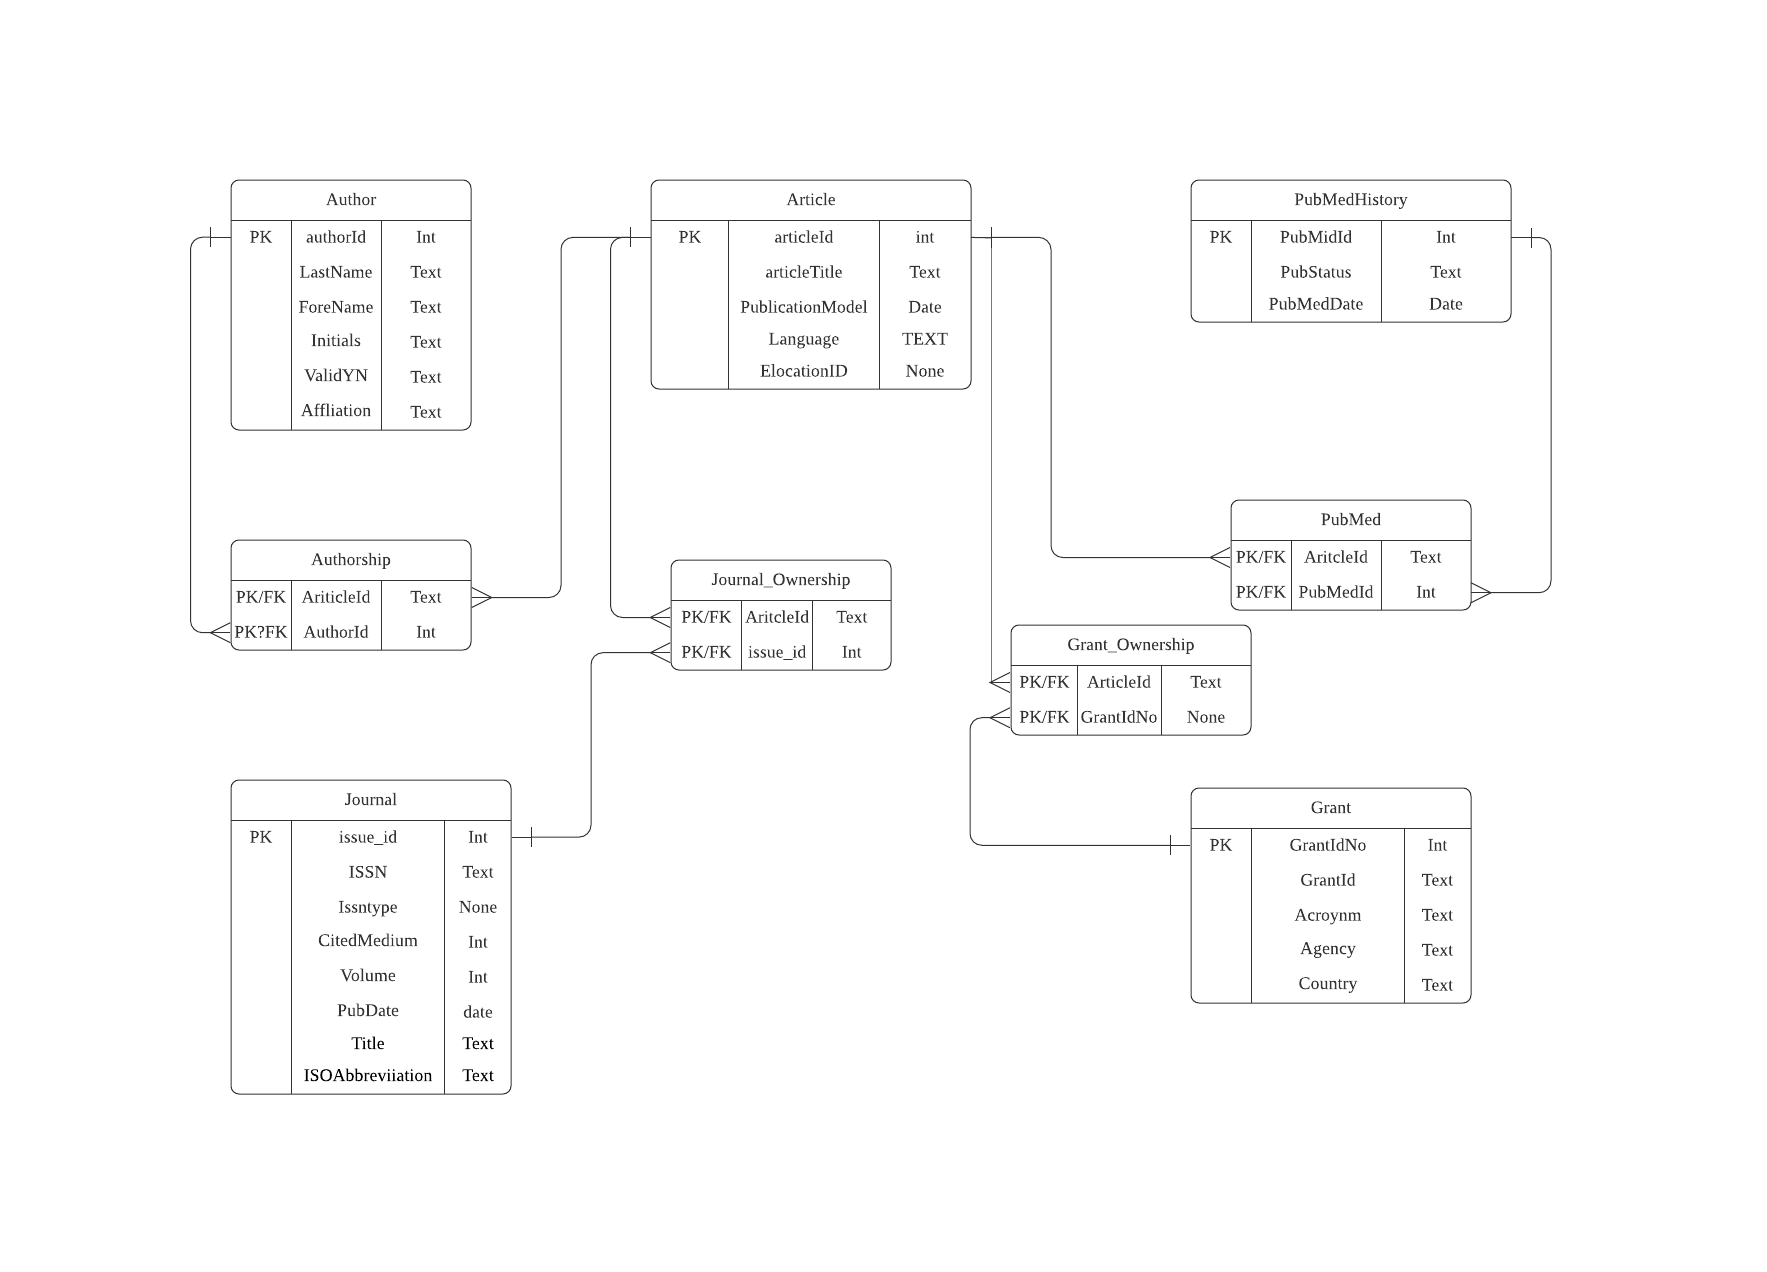 Author
PK authorId Int
LastName Text
ForeName Text
Initials Text
ValidYN Text
Affliation Text
Article
PK articleId int
articleTitle Text
PublicationModel Date
Language TEXT
ElocationID None
PubMedHistory
PK PubMidId Int
PubStatus Text
PubMedDate Date
Authorship
PK/FK AriticleId Text
PK?FK AuthorId Int
Journal_Ownership
PK/FK AritcleId Text
PK/FK issue_id Int
PubMed
PK/FK AritcleId Text
PK/FK PubMedId Int
Grant_Ownership
PK/FK ArticleId Text
PK/FK GrantIdNo None
Journal
PK issue_id Int
ISSN Text
Issntype None
CitedMedium Int
Volume Int
PubDate date
Title Text
ISOAbbreviiation Text
Grant
PK GrantIdNo Int
GrantId Text
Acroynm Text
Agency Text
Country Text